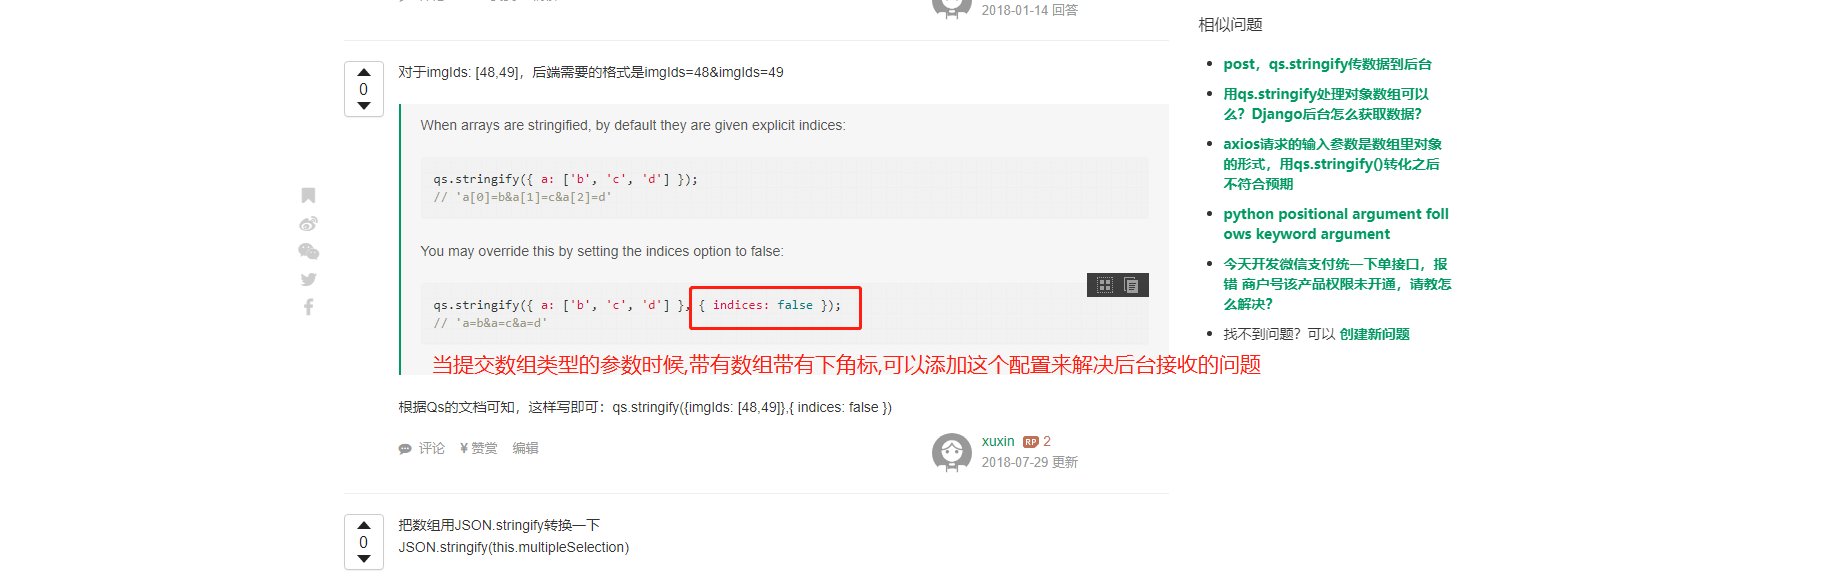 2018-01-14 回答
0
对于imgIds: [48,49]，后端需要的格式是imgIds=48&imgIds=49
When arrays are stringified, by default they are given explicit indices:
qs.stringify({ a: ['b', 'c', 'd'] });
// 'a[0]=b&a[1]=c&a[2]=d'
You may override this by setting the indices option to false:
qs.stringify({ a: ['b', 'c', 'd'] }, { indices: false });
// 'a=b&a=c&a=d'
当提交数组类型的参数时候,带有数组带有下角标,可以添加这个配置来解决后台接收的问题
根据Qs的文档可知，这样写即可：qs.stringify({imgIds: [48,49]},{ indices: false })
评论 ¥ 赞赏 编辑
xuxin RP 2
2018-07-29 更新
0
把数组用JSON.stringify转换一下
JSON.stringify(this.multipleSelection)
相似问题
post，qs.stringify传数据到后台
用qs.stringify处理对象数组可以
么？Django后台怎么获取数据?
axios请求的输入参数是数组里对象
的形式，用qs.stringify()转化之后
不符合预期
python positional argument foll
ows keyword argument
今天开发微信支付统一下单接口，报
错 商户号该产品权限未开通，请教怎
么解决?
找不到问题？可以 创建新问题